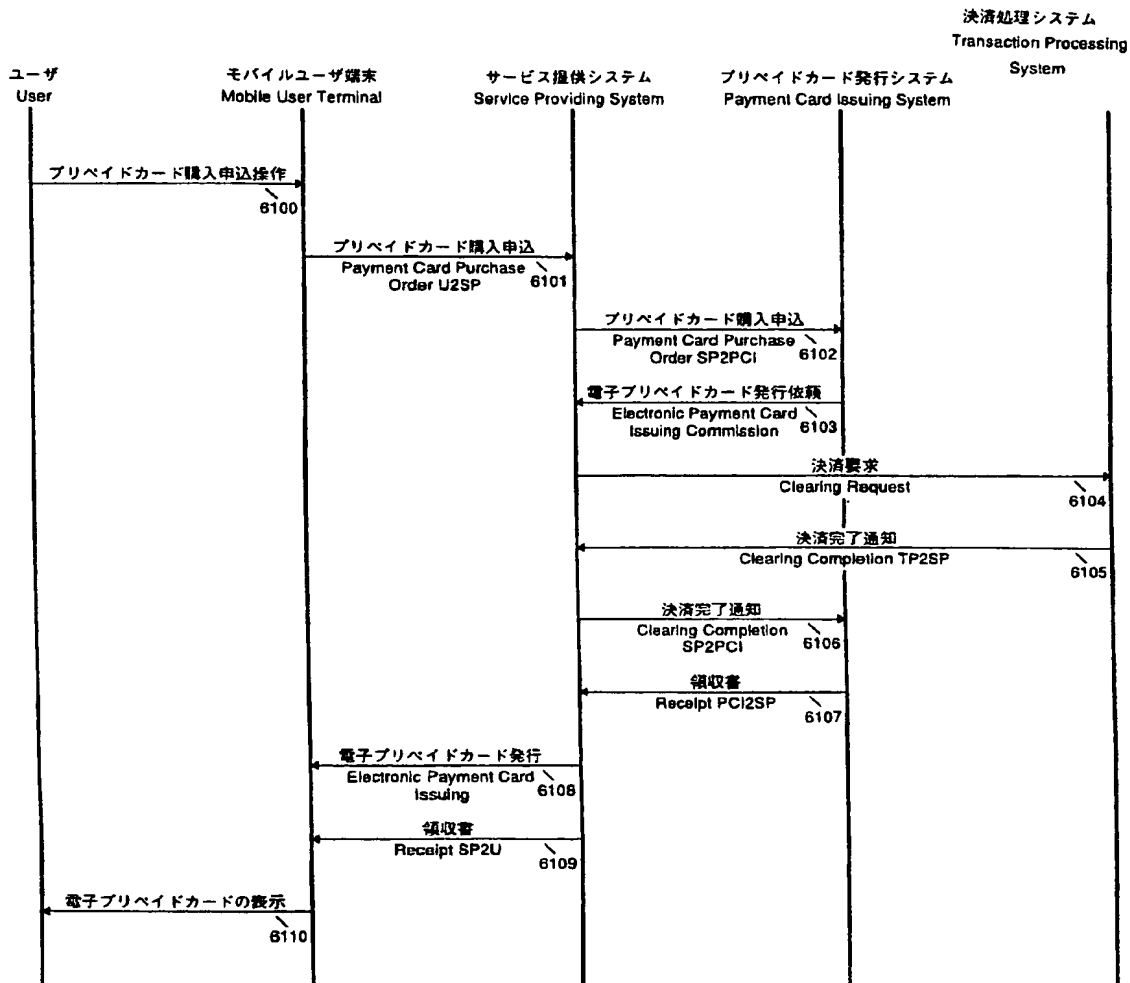 決済処理システム
Transaction Processing
System
ユーザ
User
モバイルユーザ端末
Mobile User Terminal
サービス提供システム
Service Providing System
プリペイドカード発行システム
Payment Card Issuing System
プリペイドカード購入申込操作
6100
プリペイドカード購入申込
Payment Card Purchase
Order U2SP
6101
プリペイドカード購入申込
Payment Card Purchase
Order SP2PCI
6102
電子プリペイドカード発行依頼
Electronic Payment Card
Issuing Commission
6103
決済要求
Clearing Request
6104
決済完了通知
Clearing Completion TP2SP
6105
決済完了通知
Clearing Completion
SP2PCI
6106
領収書
Receipt PCI2SP
6107
電子プリペイドカード発行
Electronic Payment Card
Issuing
6108
領収書
Receipt SP2U
6109
電子プリペイドカードの表示
6110